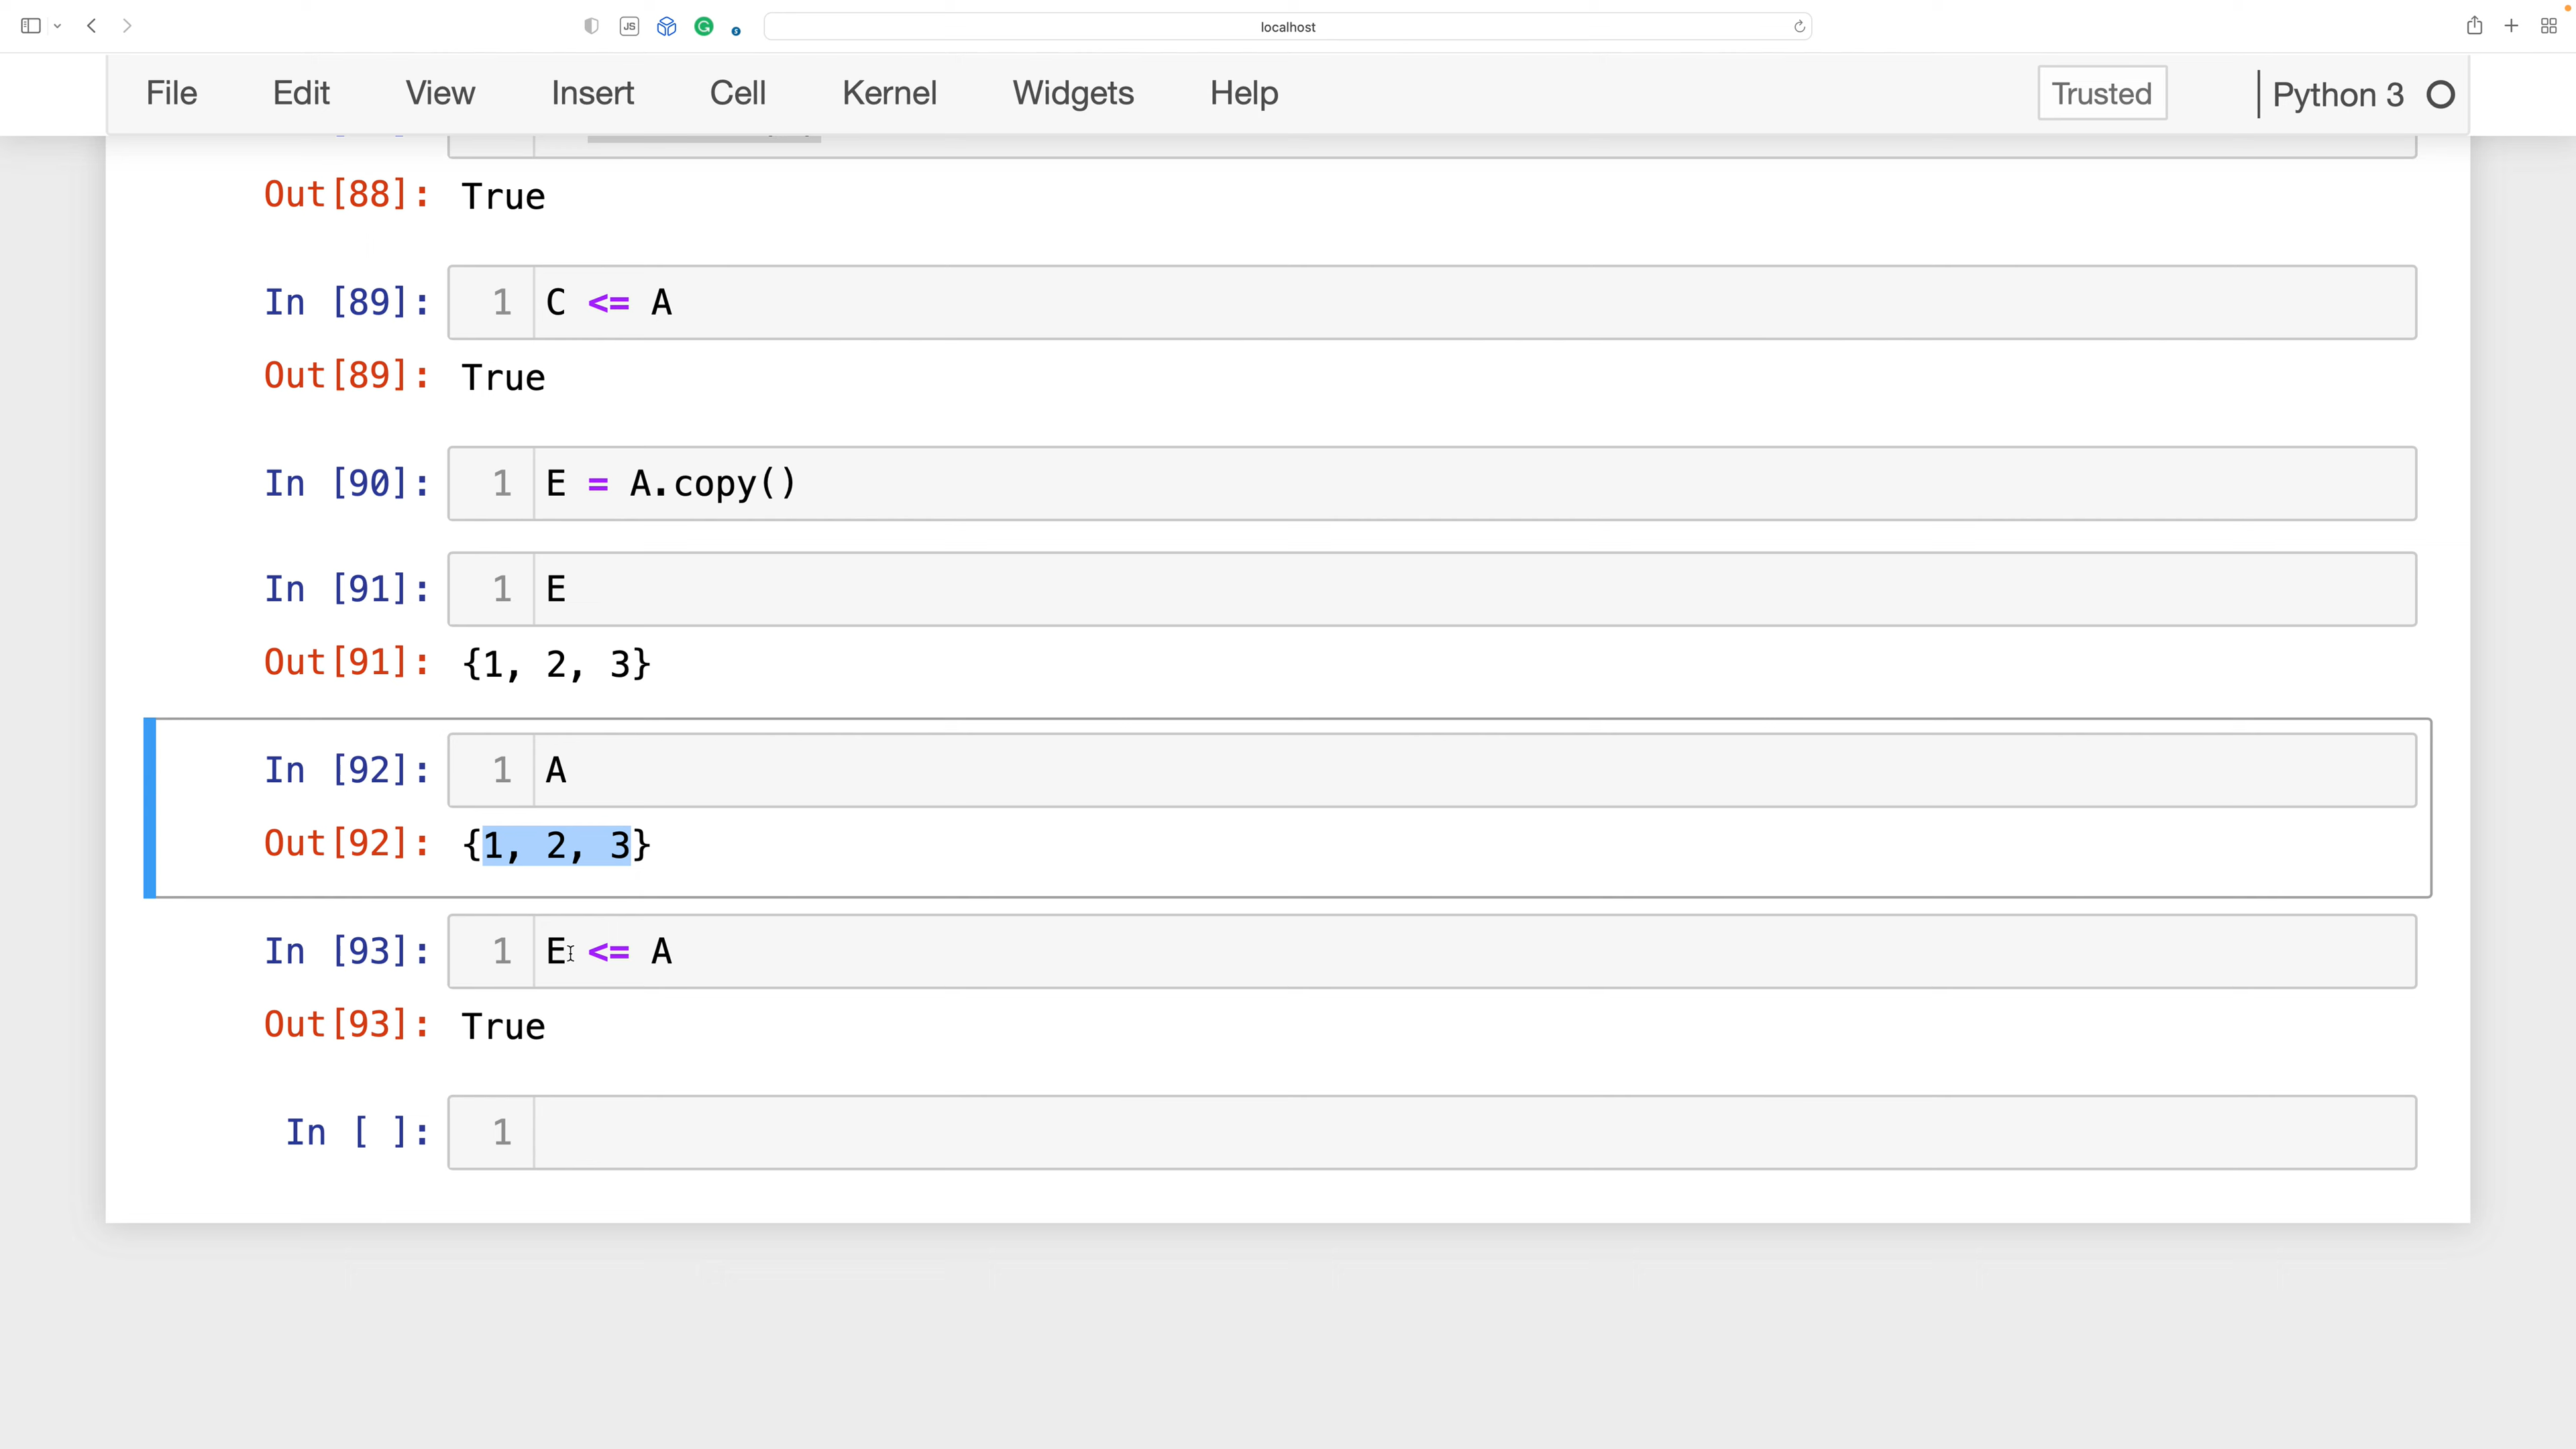 JS
localhost
File Edit View Insert Cell Kernel Widgets Help Trusted Python 3
Out[88]: True
In [89]: 1 C <= A
Out[89]: True
In [90]: 1 E = A.copy()
In [91]: 1 E
Out[91]: {1, 2, 3}
In [92]: 1 A
Out[92]: {1, 2, 3}
In [93]: 1 E <= A
Out[93]: True
In [ ]: 1